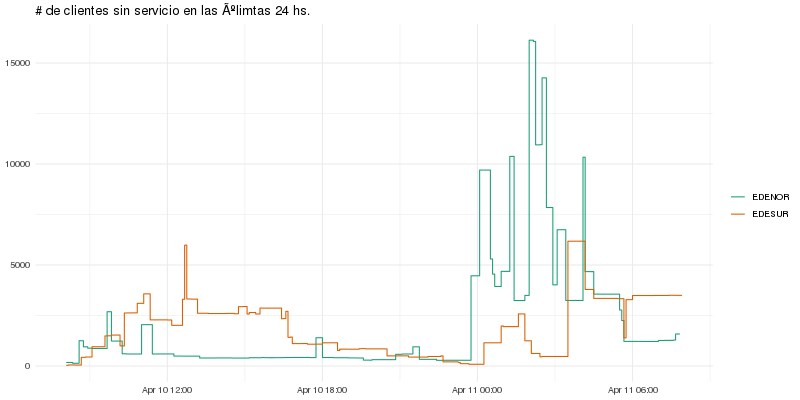 # de clientes sin servicio en las Ãºlimtas 24 hs.
15000
10000
5000
0
Apr 10 12:00
Apr 10 18:00
Apr 11 00:00
Apr 11 06:00
EDENOR
EDESUR